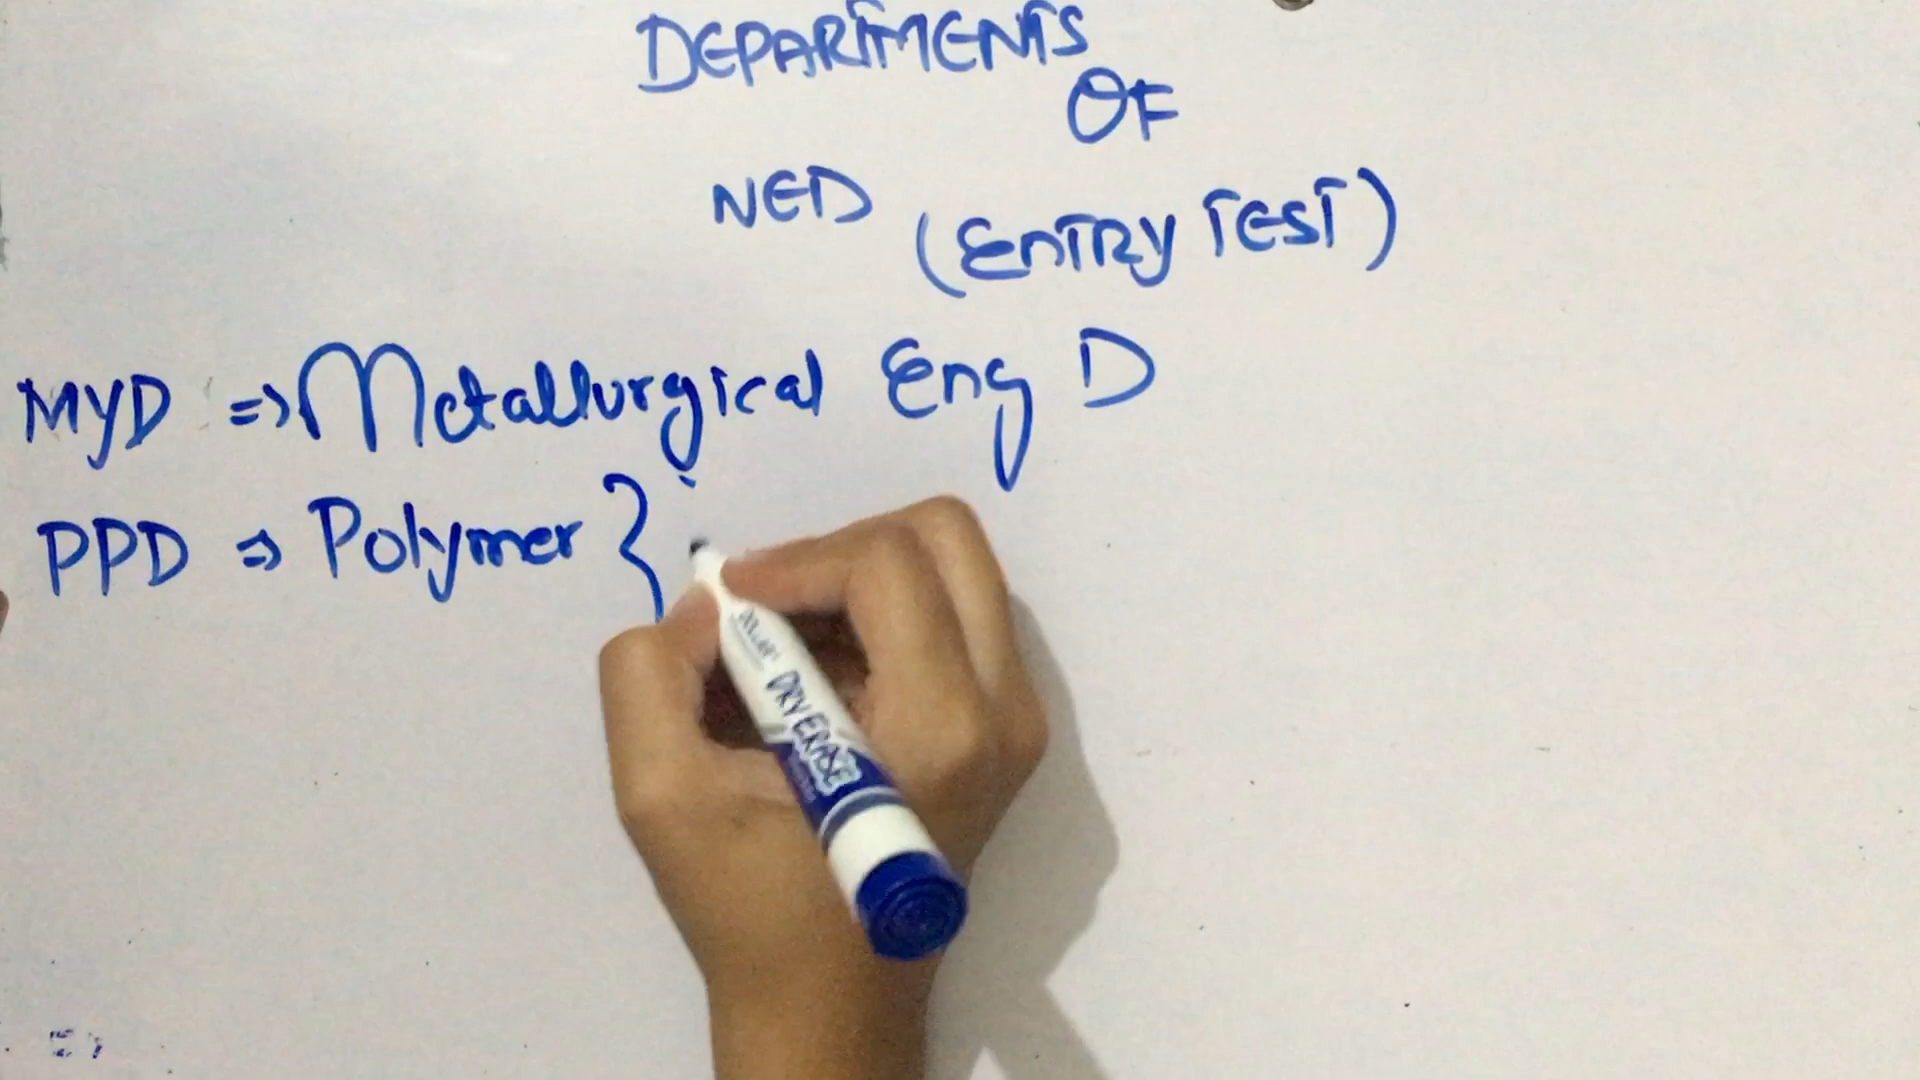 DEPARTMENTS
OF
NED (ENTRY TEST)
MYD => Metallurgical Eng D
PPD => Polymer {
DRY ERASE